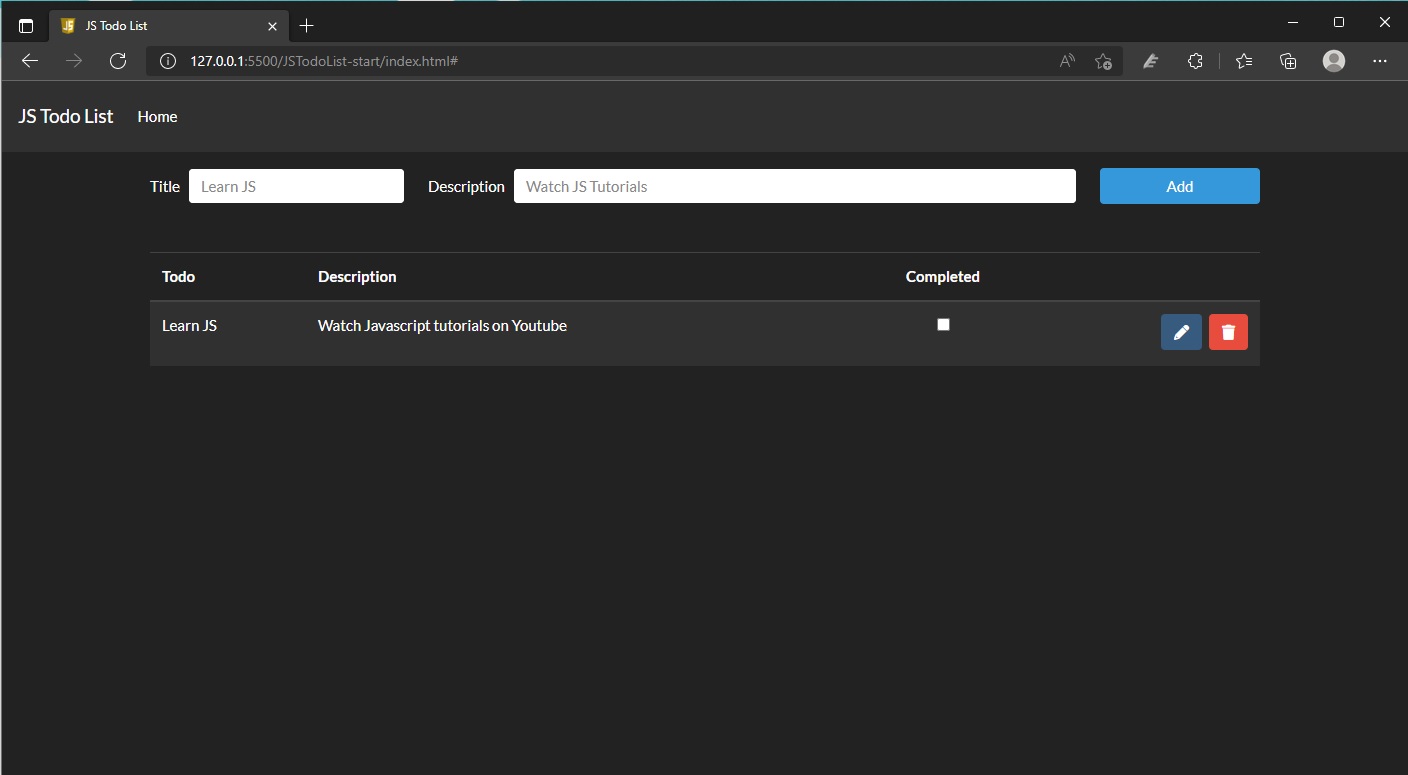 JS Todo List
127.0.0.1:5500/JSTodoList-start/index.html#
JS Todo List Home
Title Learn JS Description Watch JS Tutorials Add
Todo Description Completed
Learn JS Watch Javascript tutorials on Youtube